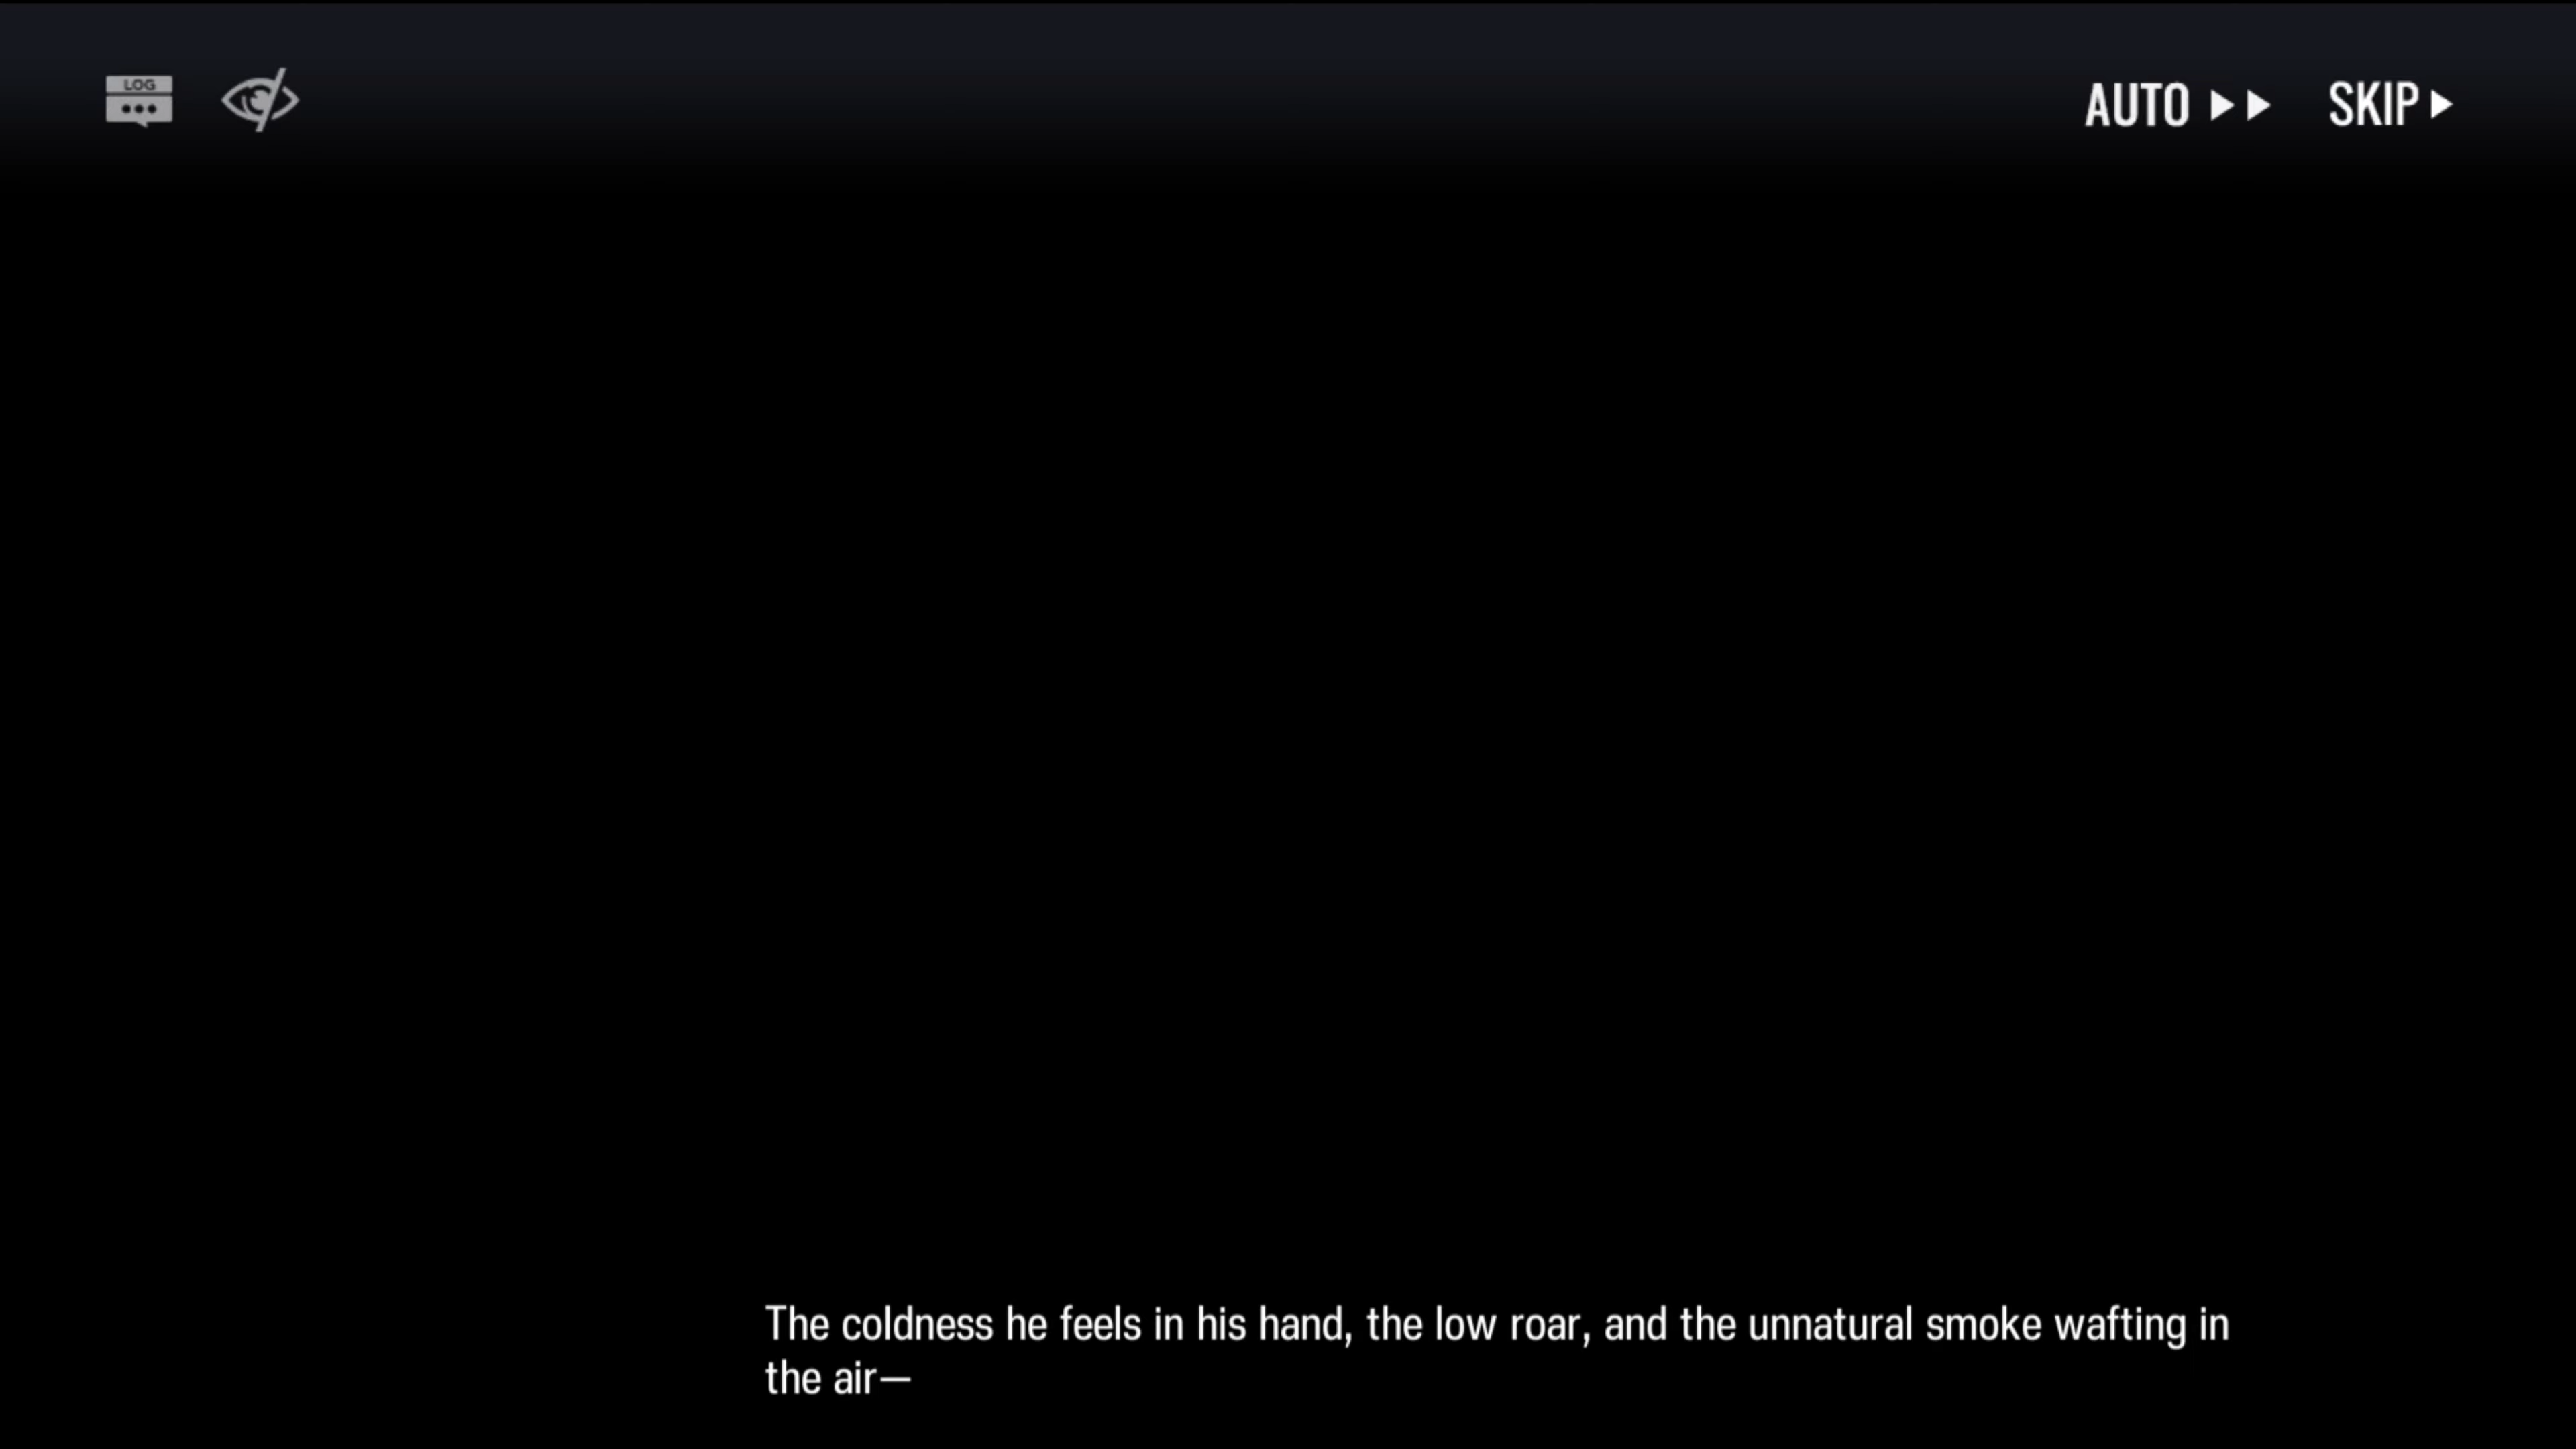 LOG
AUTO
SKIP
The coldness he feels in his hand, the low roar, and the unnatural smoke wafting in
the air—